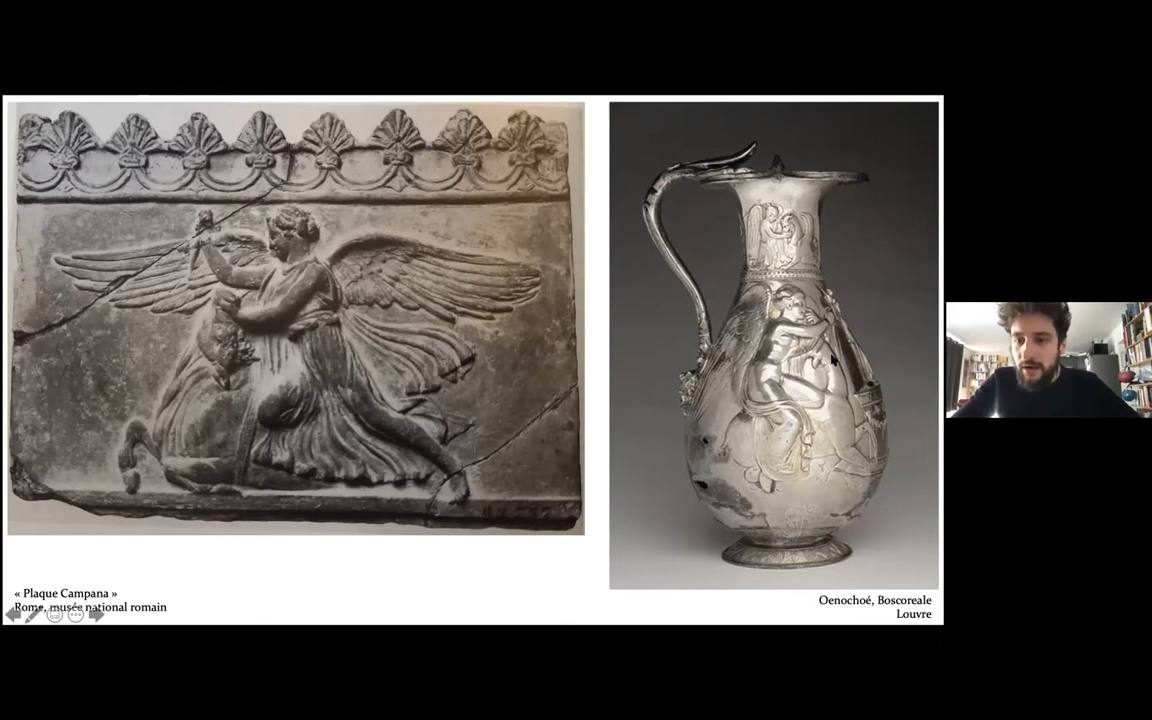 « Plaque Campana »
Rome, musée national romain
Oenochoé, Boscoreale
Louvre